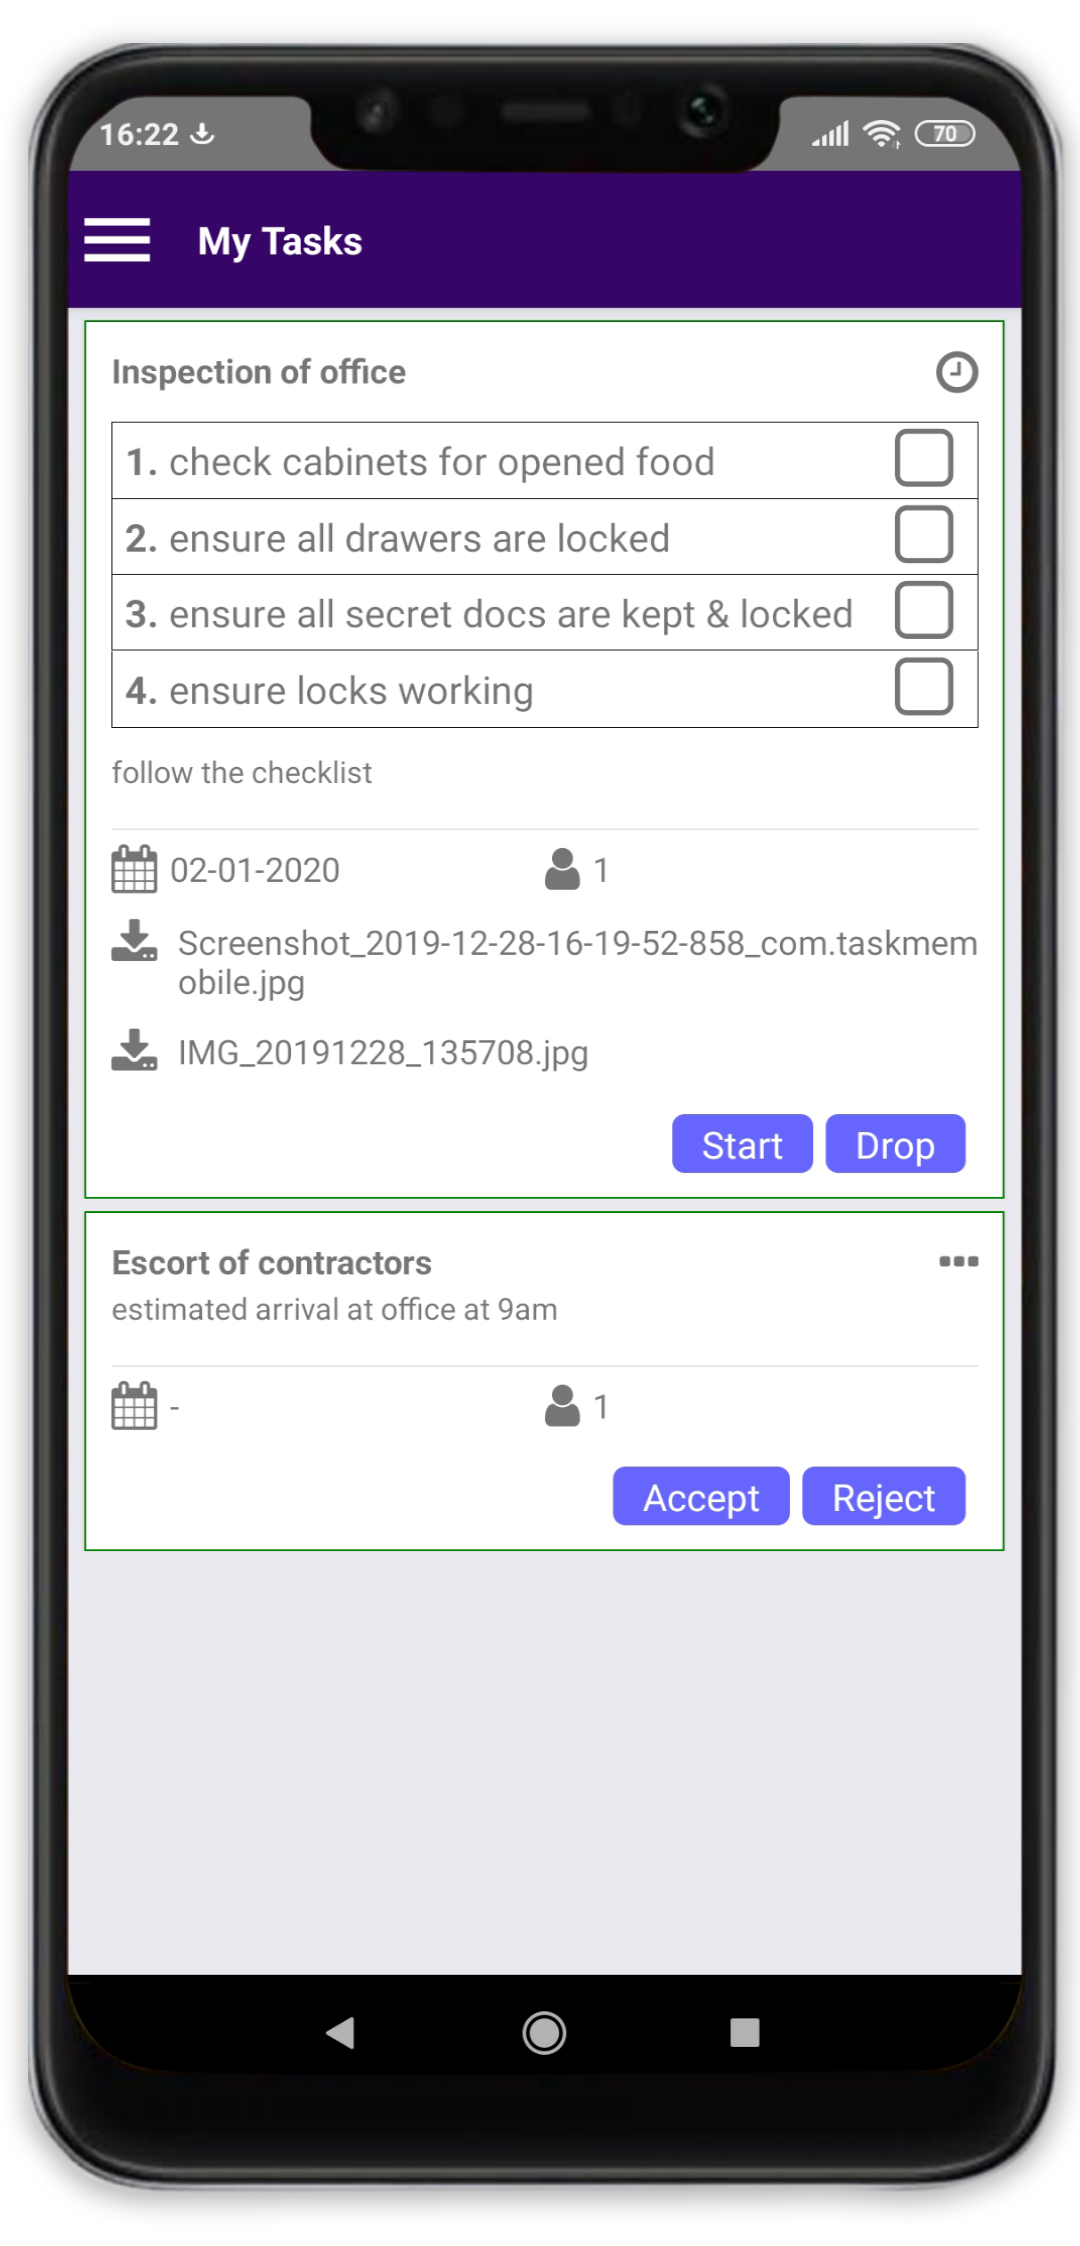 16:22
70
My Tasks
Inspection of office
1. check cabinets for opened food
2. ensure all drawers are locked
3. ensure all secret docs are kept & locked
4. ensure locks working
follow the checklist
02-01-2020 1
Screenshot_2019-12-28-16-19-52-858_com.taskmem
obile.jpg
IMG_20191228_135708.jpg
Start Drop
Escort of contractors
estimated arrival at office at 9am
- 1
Accept Reject